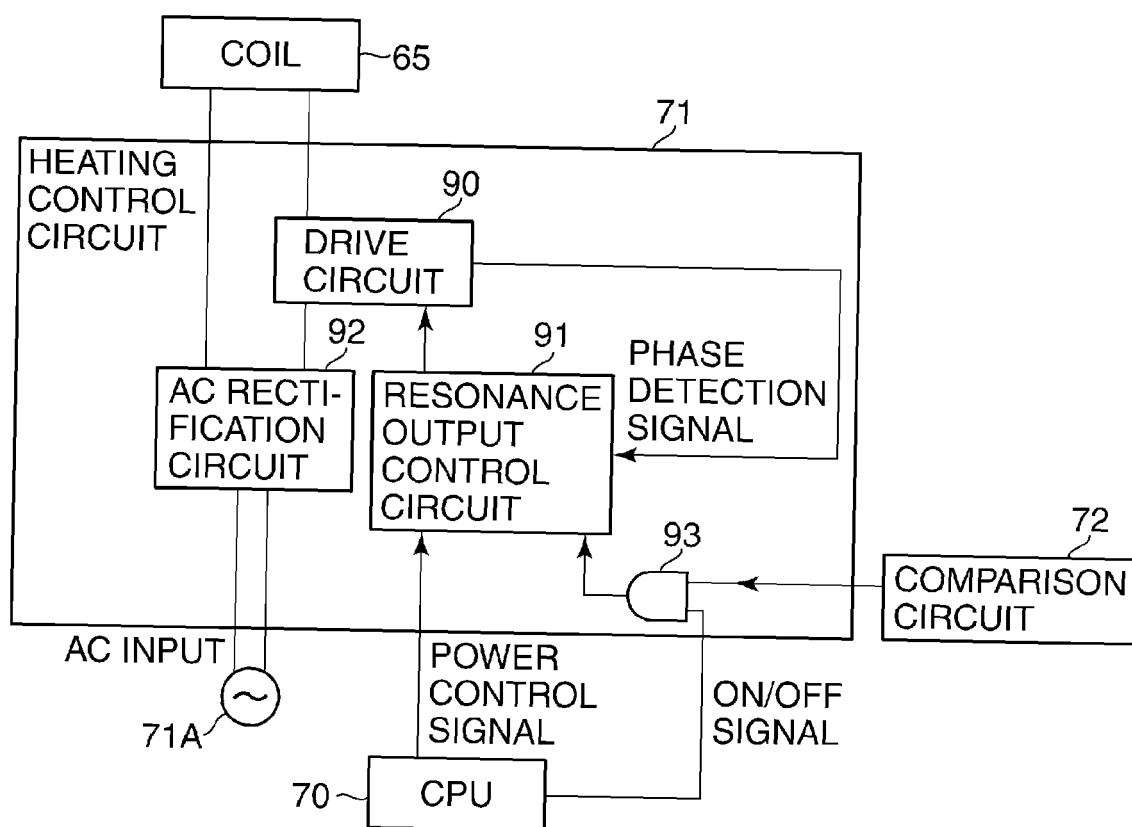 COIL
65
71
HEATING
CONTROL
CIRCUIT
90
DRIVE
CIRCUIT
92
91
AC RECTI-
FICATION
CIRCUIT
RESONANCE
OUTPUT
CONTROL
CIRCUIT
PHASE
DETECTION
SIGNAL
93
72
COMPARISON
CIRCUIT
AC INPUT
~
71A
POWER
CONTROL
SIGNAL
ON/OFF
SIGNAL
70
CPU